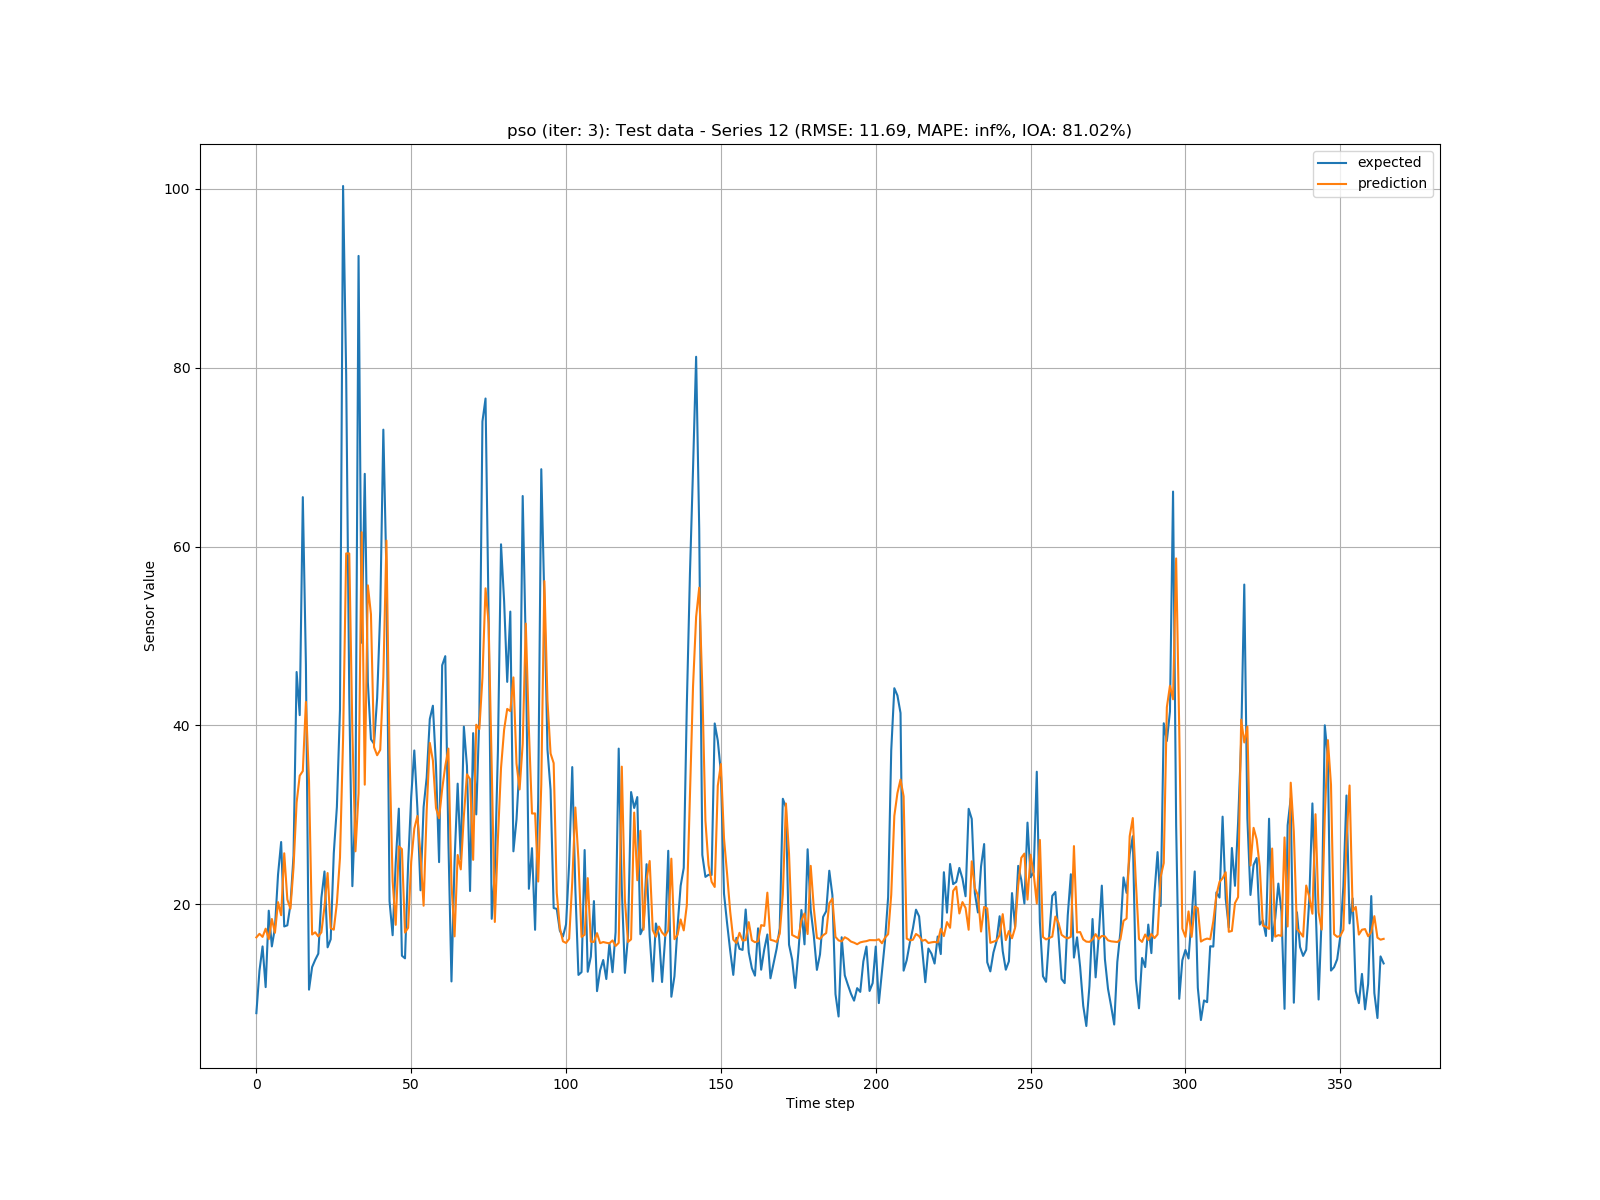 pso (iter: 3): Test data - Series 12 (RMSE: 11.69, MAPE: inf%, IOA: 81.02%)
expected
prediction
100
80
60
40
20
Sensor Value
0 50 100 150 200 250 300 350
Time step